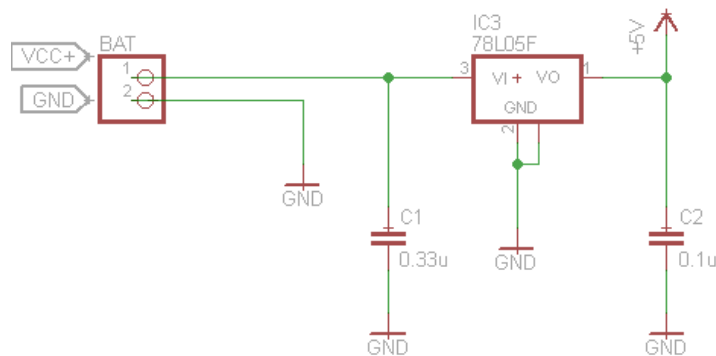 IC3
78L05F
+5V
BAT
VCC+
GND
1
2
3
VI
VO
1
GND
2
GND
C1
0.33u
GND
GND
C2
0.1u
GND